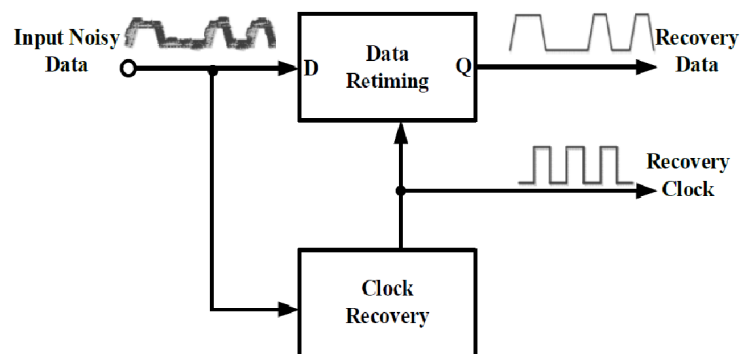 Input Noisy
Data
D
Data
Retiming
Q
Recovery
Data
Recovery
Clock
Clock
Recovery